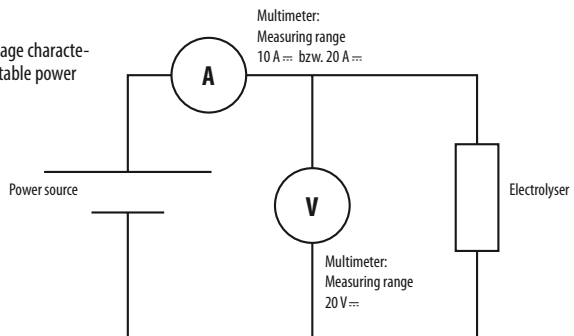 Multimeter:
Measuring range
10 A ⎓ bzw. 20 A ⎓
age characte-
table power
A
Power source
V
Electrolyser
Multimeter:
Measuring range
20 V ⎓